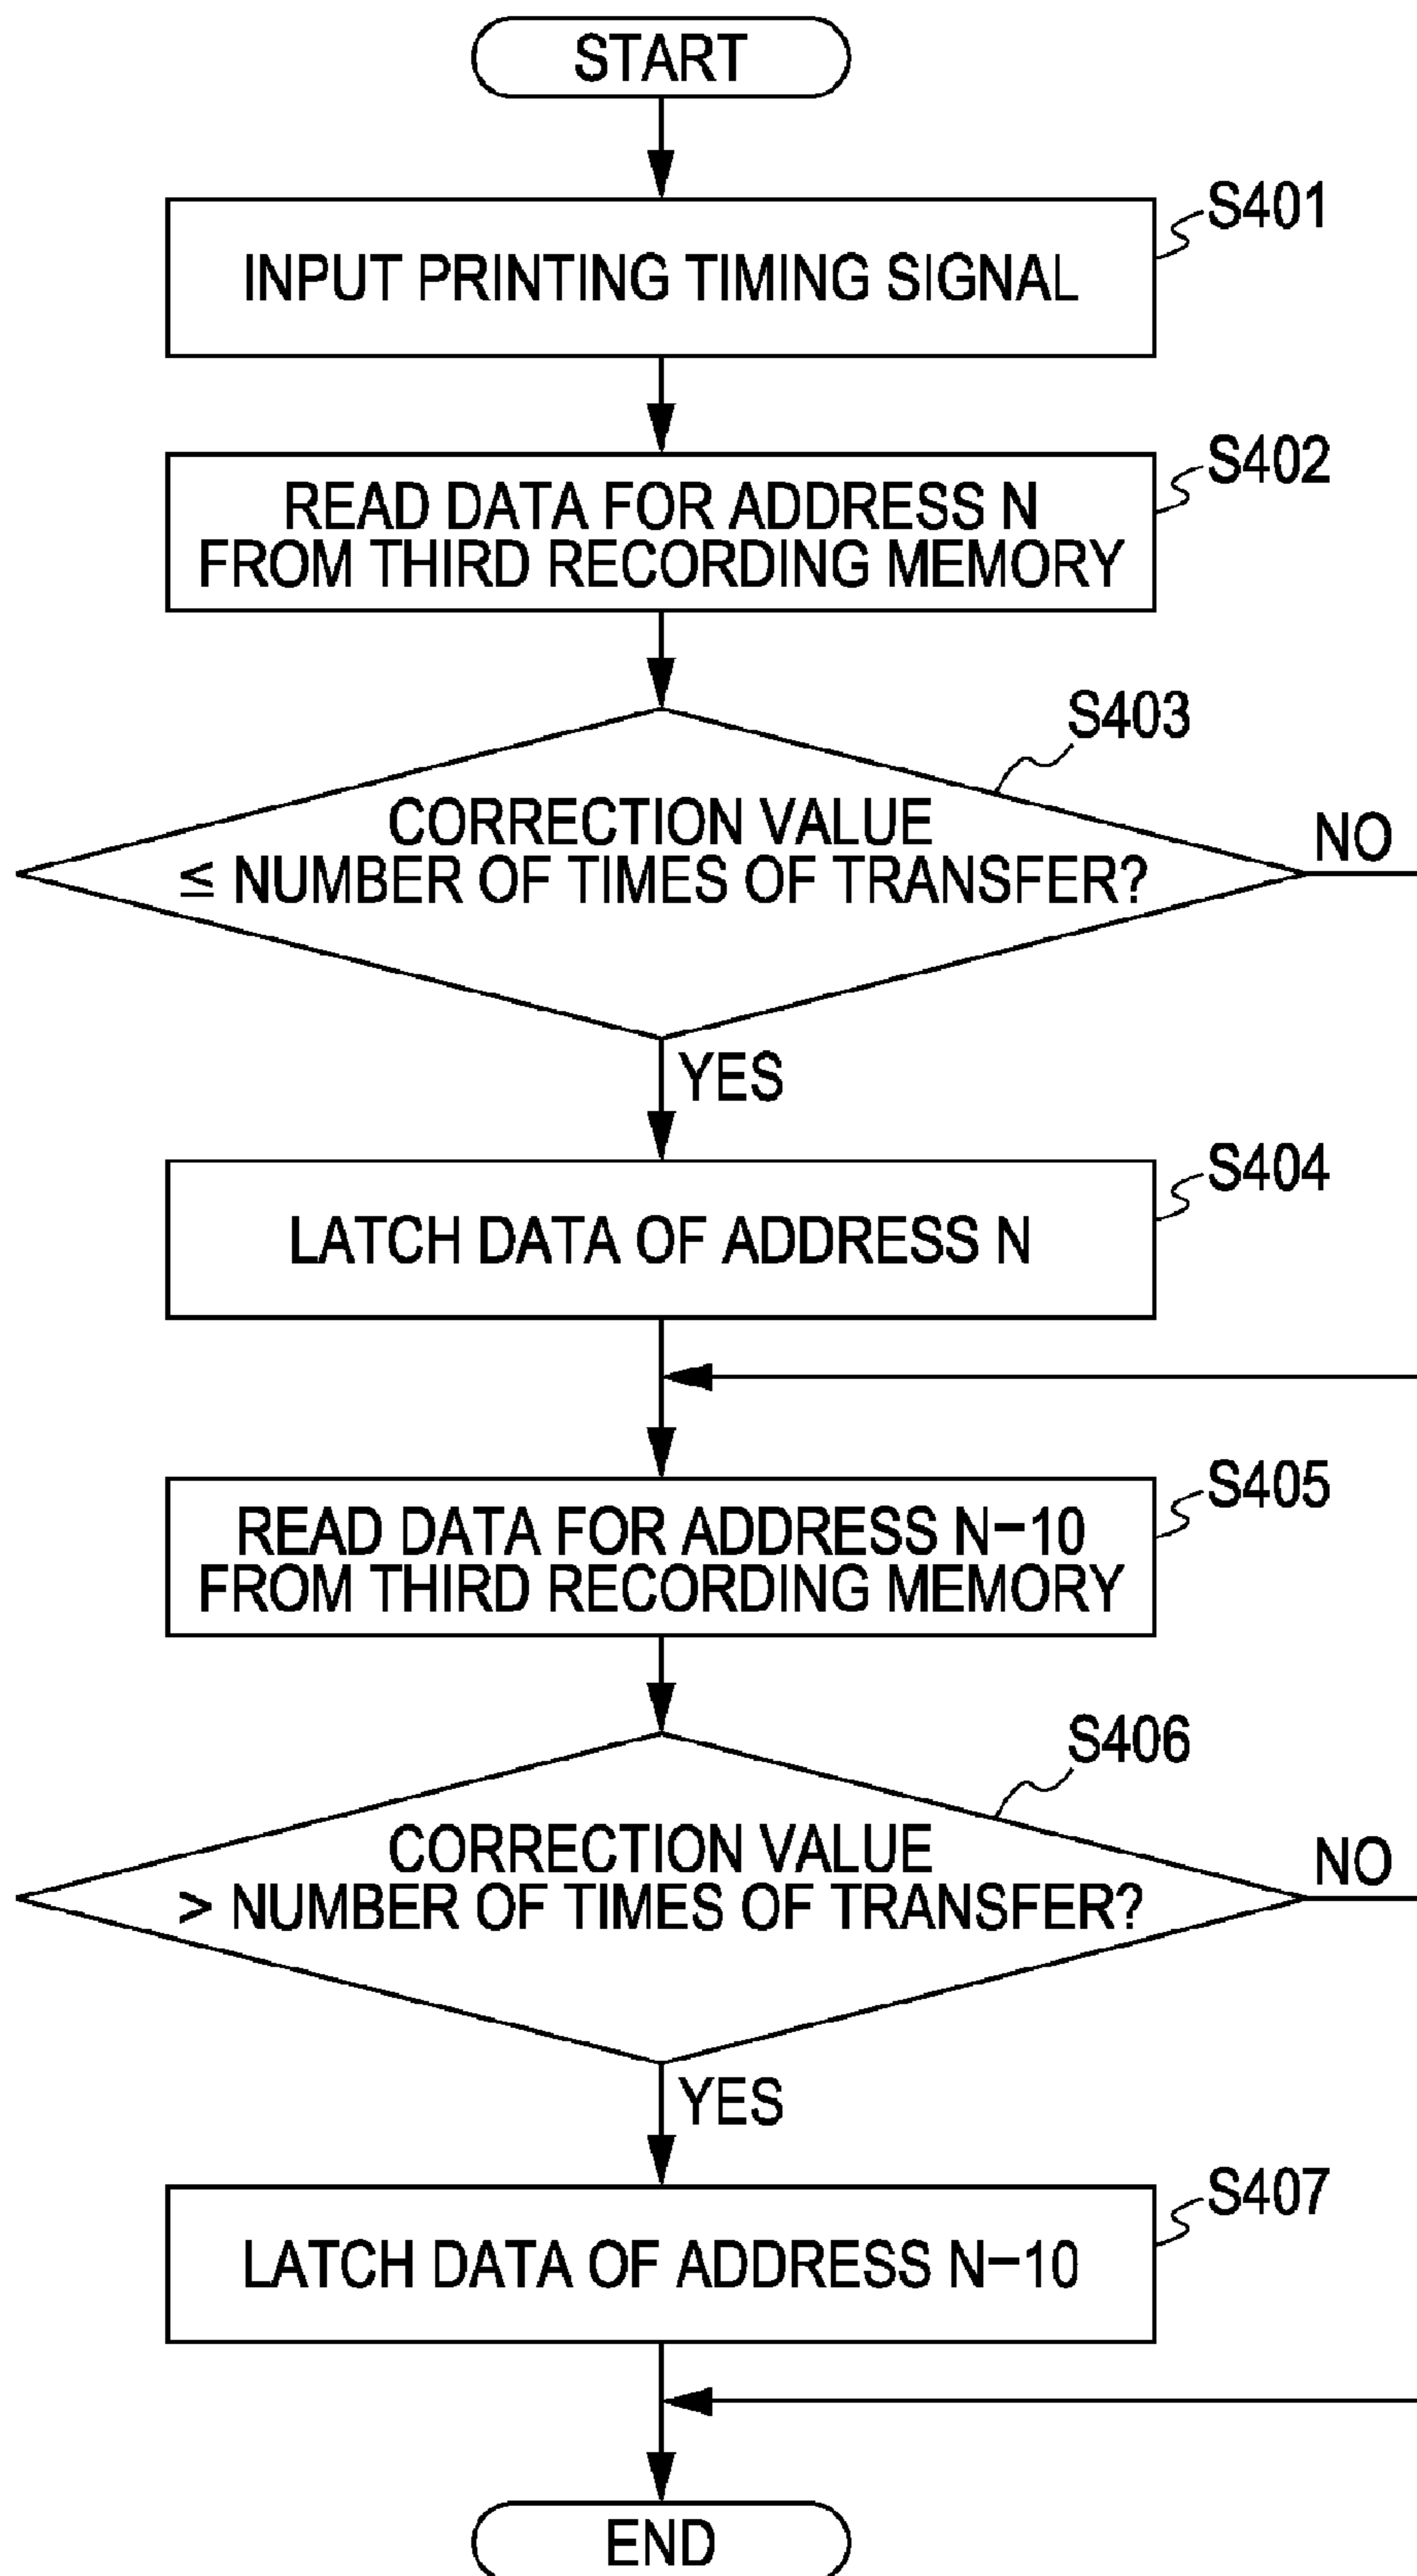 START
S401
INPUT PRINTING TIMING SIGNAL
S402
READ DATA FOR ADDRESS N
FROM THIRD RECORDING MEMORY
S403
CORRECTION VALUE
≤ NUMBER OF TIMES OF TRANSFER?
NO
YES
S404
LATCH DATA OF ADDRESS N
S405
READ DATA FOR ADDRESS N−10
FROM THIRD RECORDING MEMORY
S406
CORRECTION VALUE
> NUMBER OF TIMES OF TRANSFER?
NO
YES
S407
LATCH DATA OF ADDRESS N−10
END